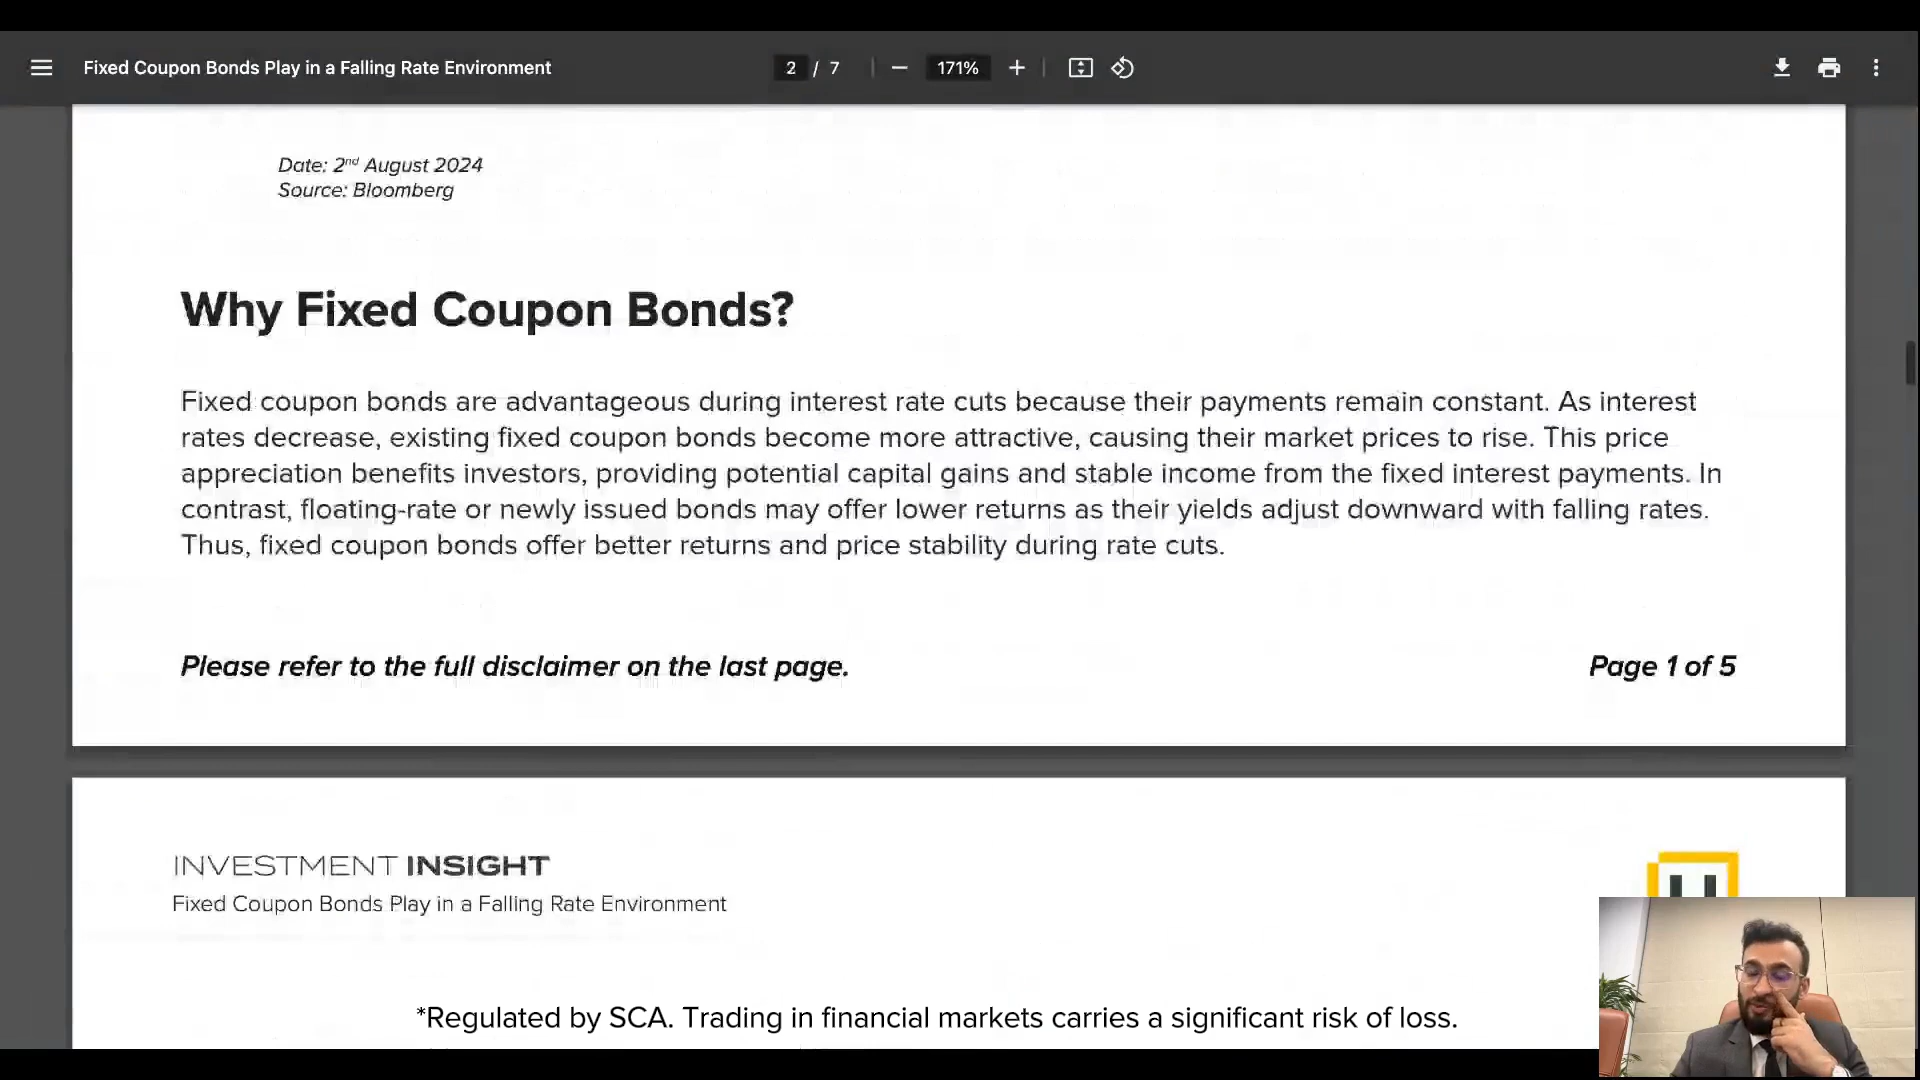 Fixed Coupon Bonds Play in a Falling Rate Environment
2 / 7
171%
Date: 2nd August 2024
Source: Bloomberg
Why Fixed Coupon Bonds?
Fixed coupon bonds are advantageous during interest rate cuts because their payments remain constant. As interest
rates decrease, existing fixed coupon bonds become more attractive, causing their market prices to rise. This price
appreciation benefits investors, providing potential capital gains and stable income from the fixed interest payments. In
contrast, floating-rate or newly issued bonds may offer lower returns as their yields adjust downward with falling rates.
Thus, fixed coupon bonds offer better returns and price stability during rate cuts.
Please refer to the full disclaimer on the last page.
Page 1 of 5
INVESTMENT INSIGHT
Fixed Coupon Bonds Play in a Falling Rate Environment
*Regulated by SCA. Trading in financial markets carries a significant risk of loss.